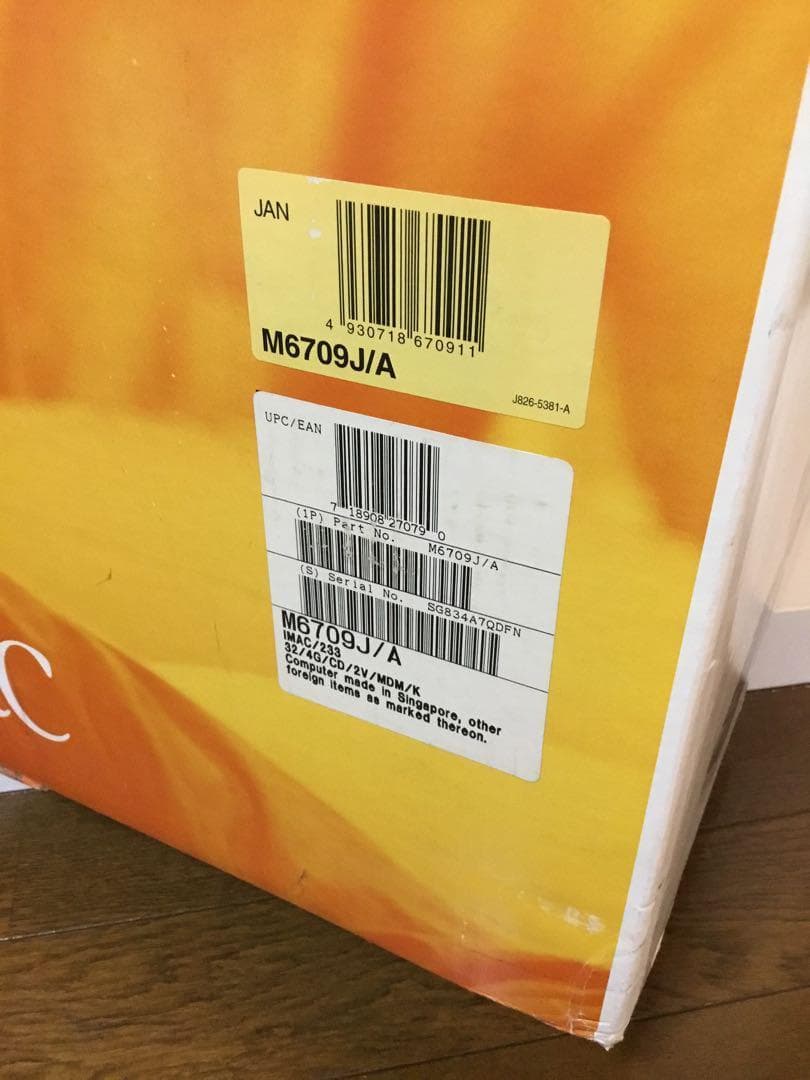 JAN
4 930718 670911
M6709J/A
J826-5381-A
UPC/EAN
7 18908 27079 0
(1P) Part No. M6709J/A
(S) Serial No. SG834A7QDFN
M6709J/A
IMAC/233
32/4G/CD/2V/MDM/K
Computer made in Singapore, other
foreign items as marked thereon.